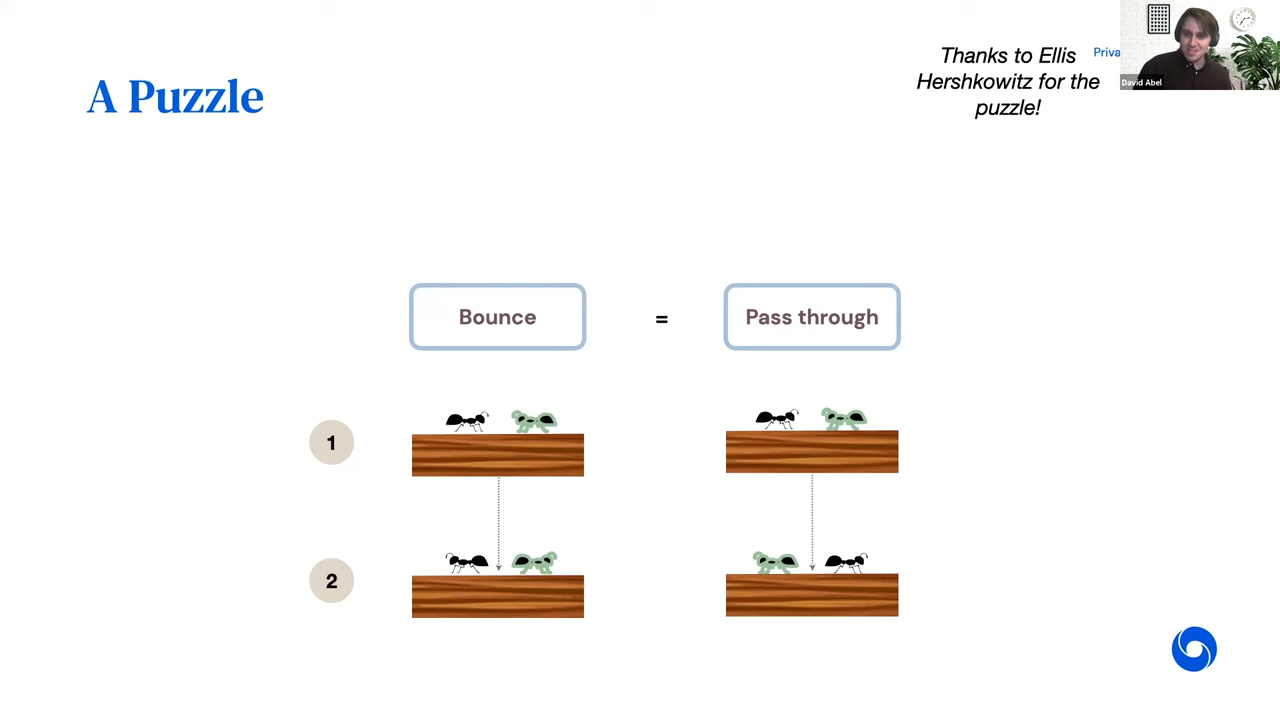 A Puzzle
Thanks to Ellis
Hershkowitz for the
puzzle!
Priva
David Abel
Bounce
=
Pass through
1
2